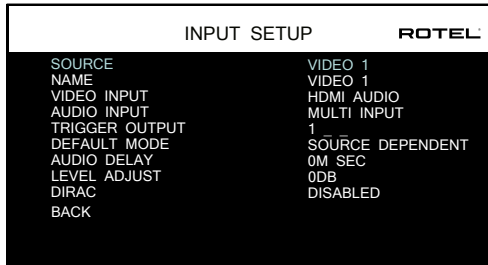 INPUT SETUP ROTEL
SOURCE VIDEO 1
NAME VIDEO 1
VIDEO INPUT HDMI AUDIO
AUDIO INPUT MULTI INPUT
TRIGGER OUTPUT 1 _ _
DEFAULT MODE SOURCE DEPENDENT
AUDIO DELAY 0M SEC
LEVEL ADJUST 0DB
DIRAC DISABLED
BACK